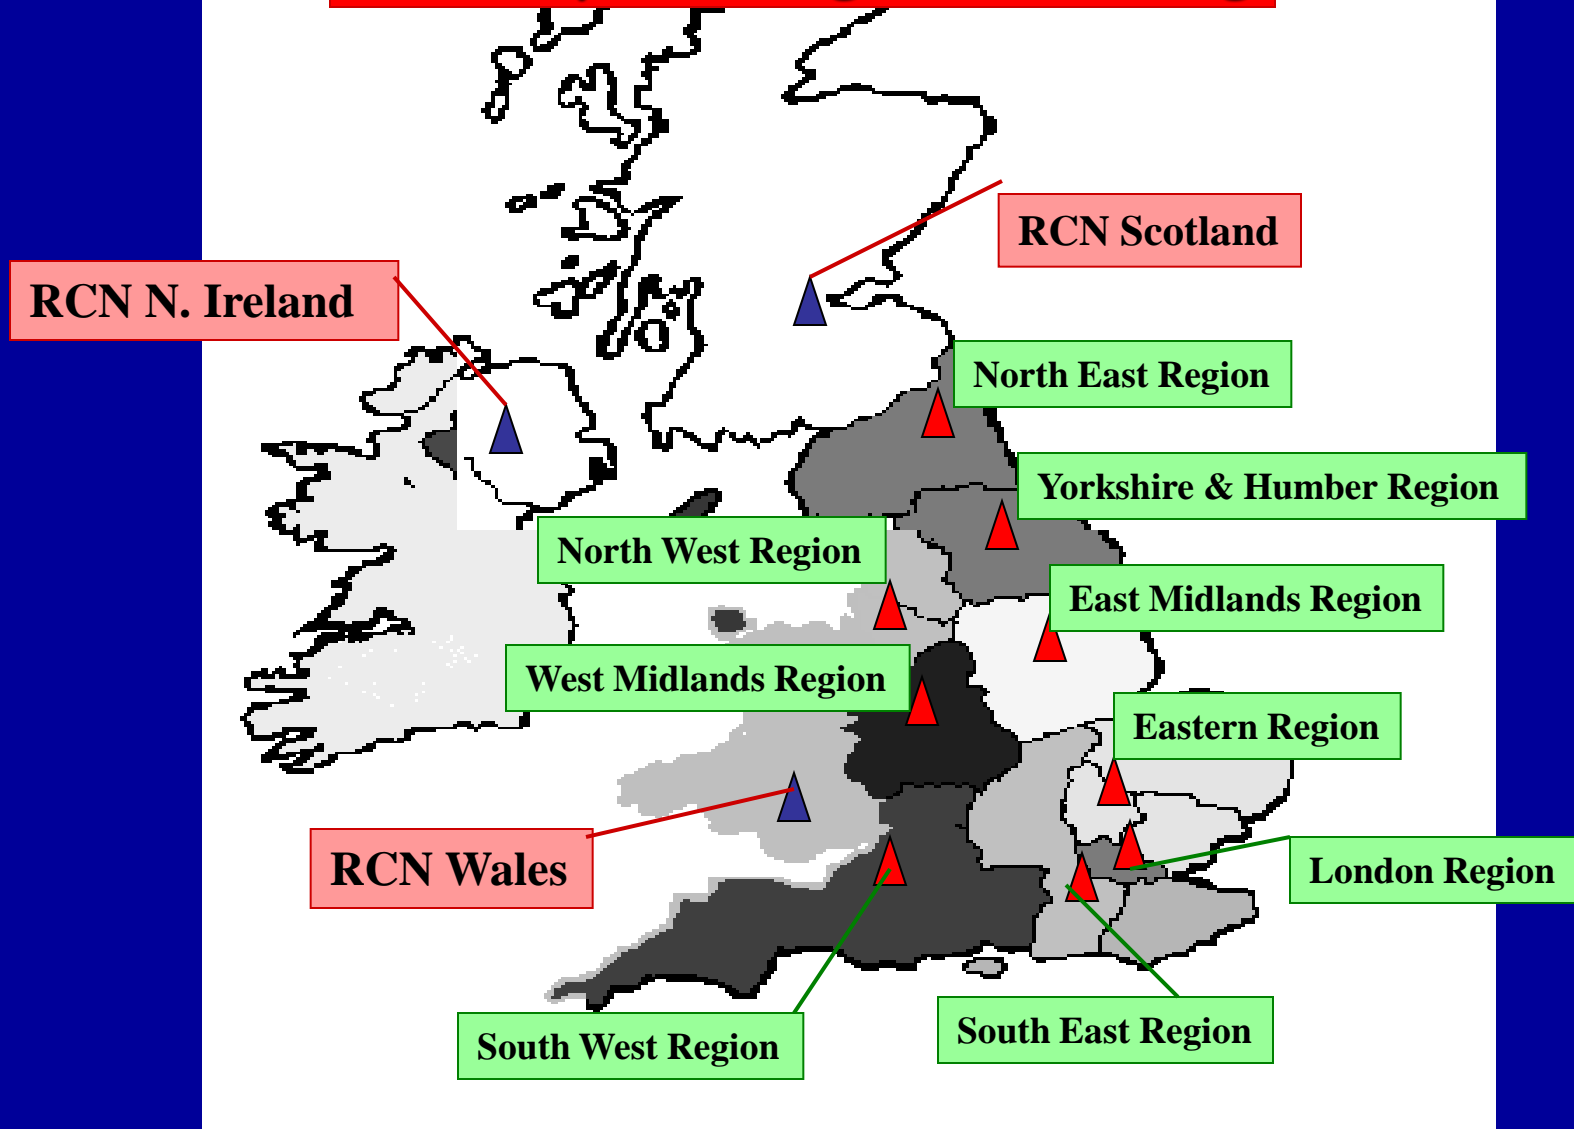 RCN Scotland
RCN N. Ireland
North East Region
Yorkshire & Humber Region
North West Region
East Midlands Region
West Midlands Region
Eastern Region
RCN Wales
London Region
South East Region
South West Region